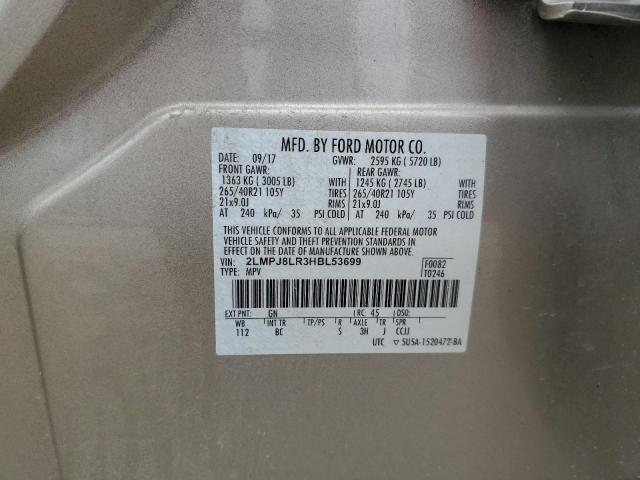 MFD. BY FORD MOTOR CO.
DATE: 09/17 GVWR: 2595 KG ( 5720 LB)
FRONT GAWR: REAR GAWR:
1363 KG ( 3005 LB) WITH 1245 KG ( 2745 LB) WITH
265/40R21 105Y TIRES 265/40R21 105Y TIRES
21x9.0J RIMS 21x9.0J RIMS
AT 240 kPa/ 35 PSI COLD AT 240 kPa/ 35 PSI COLD
THIS VEHICLE CONFORMS TO ALL APPLICABLE FEDERAL MOTOR
VEHICLE SAFETY AND THEFT PREVENTION STANDARDS IN
EFFECT ON THE DATE OF MANUFACTURE SHOWN ABOVE.
VIN: 2LMPJ8LR3HBL53699 F0082
TYPE: MPV T0246
EXT PNT: GN RC: 45 DSO:
WB INT TR TP/PS R AXLE TR SPR
112 BC S 3H J CCJJ
UTC ▽ 5U5A-1520472-BA